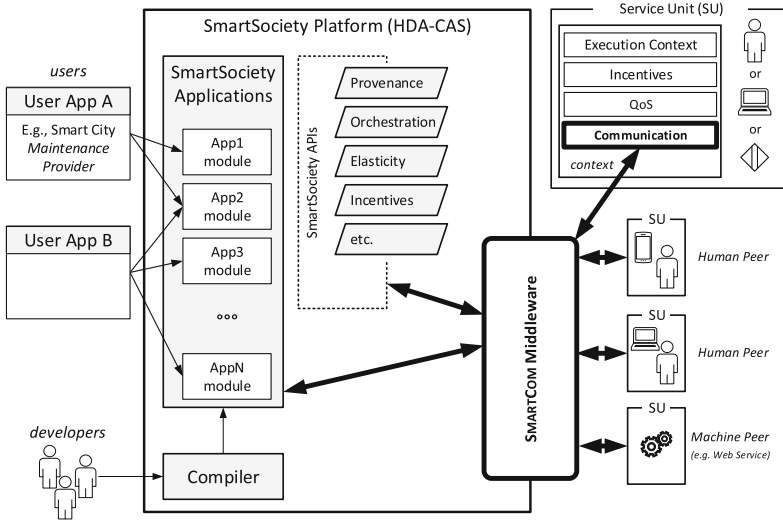 SmartSociety Platform (HDA-CAS)
Service Unit (SU)
Execution Context
Incentives
QoS
Communication
context
or
or
users
User App A
E.g., Smart City
Maintenance
Provider
User App B
SmartSociety
Applications
App1
module
App2
module
App3
module
AppN
module
SmartSociety APIs
Provenance
Orchestration
Elasticity
Incentives
etc.
SMARTCOM Middleware
SU
Human Peer
SU
Human Peer
SU
Machine Peer
(e.g. Web Service)
developers
Compiler